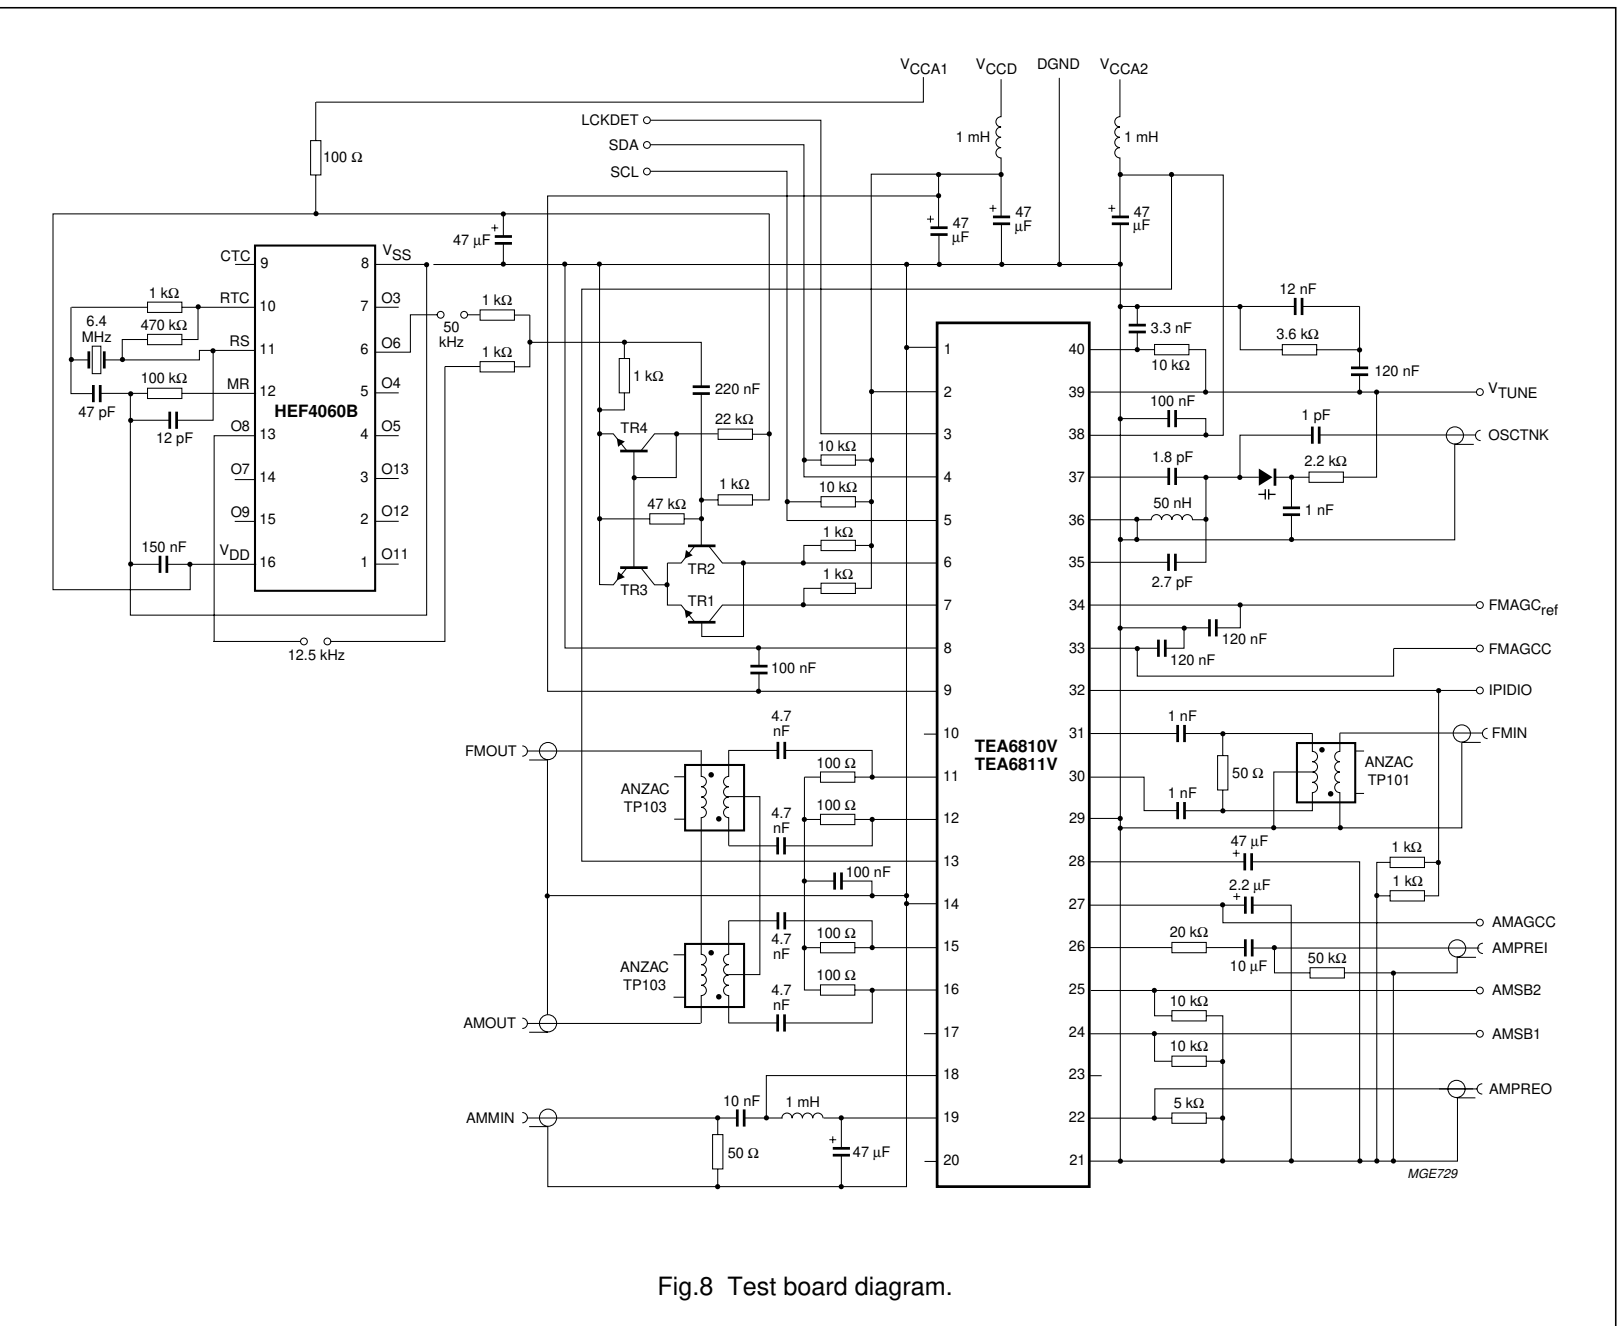 VCCA1 VCCD DGND VCCA2
LCKDET
SDA
SCL
1 mH
1 mH
100 Ω
47 μF
+
47 μF
+
47 μF
+
47 μF
+
CTC 9
8 VSS
RTC 10
7 O3
RS 11
6 O6
MR 12
5 O4
HEF4060B
O8 13
4 O5
O7 14
3 O13
O9 15
2 O12
VDD 16
1 O11
1 kΩ
470 kΩ
6.4 MHz
100 kΩ
47 pF
12 pF
150 nF
12.5 kHz
50 kHz
1 kΩ
1 kΩ
1 kΩ
220 nF
TR4
22 kΩ
1 kΩ
47 kΩ
TR2
TR3
TR1
10 kΩ
10 kΩ
1 kΩ
1 kΩ
100 nF
FMOUT
ANZAC TP103
4.7 nF
100 Ω
100 Ω
4.7 nF
100 nF
ANZAC TP103
4.7 nF
100 Ω
100 Ω
4.7 nF
AMOUT
AMMIN
10 nF
1 mH
50 Ω
+
47 μF
1
2
3
4
5
6
7
8
9
10
11
12
13
14
15
16
17
18
19
20
TEA6810V
TEA6811V
40
39
38
37
36
35
34
33
32
31
30
29
28
27
26
25
24
23
22
21
12 nF
3.3 nF
3.6 kΩ
10 kΩ
120 nF
VTUNE
100 nF
1 pF
OSCTNK
1.8 pF
2.2 kΩ
50 nH
1 nF
2.7 pF
FMAGCref
120 nF
120 nF
FMAGCC
IPIDIO
1 nF
FMIN
50 Ω
ANZAC TP101
1 nF
47 μF
+
1 kΩ
1 kΩ
2.2 μF
+
AMAGCC
20 kΩ
10 μF
50 kΩ
AMPREI
AMSB2
10 kΩ
AMSB1
10 kΩ
AMPREO
5 kΩ
MGE729
Fig.8 Test board diagram.